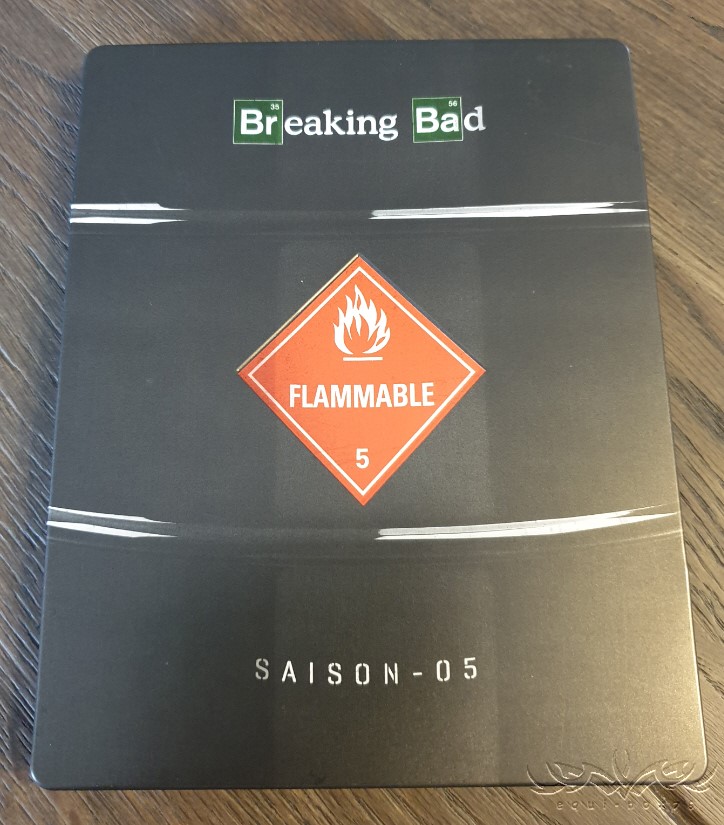 35 56
Breaking Bad
FLAMMABLE
5
SAISON-05